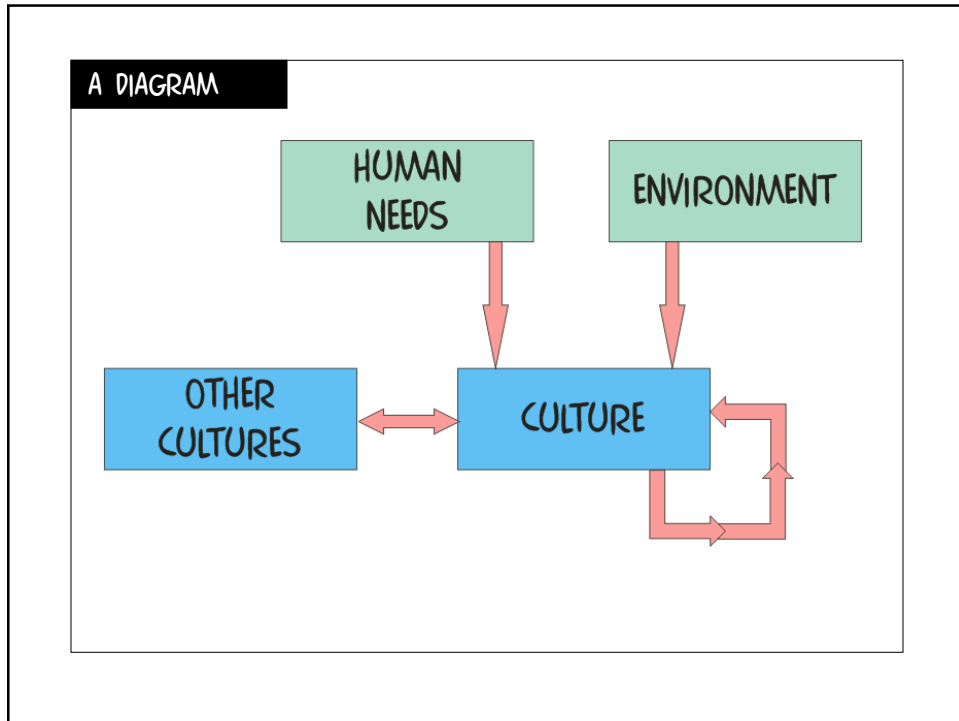 A DIAGRAM
HUMAN
NEEDS
ENVIRONMENT
OTHER
CULTURES
CULTURE